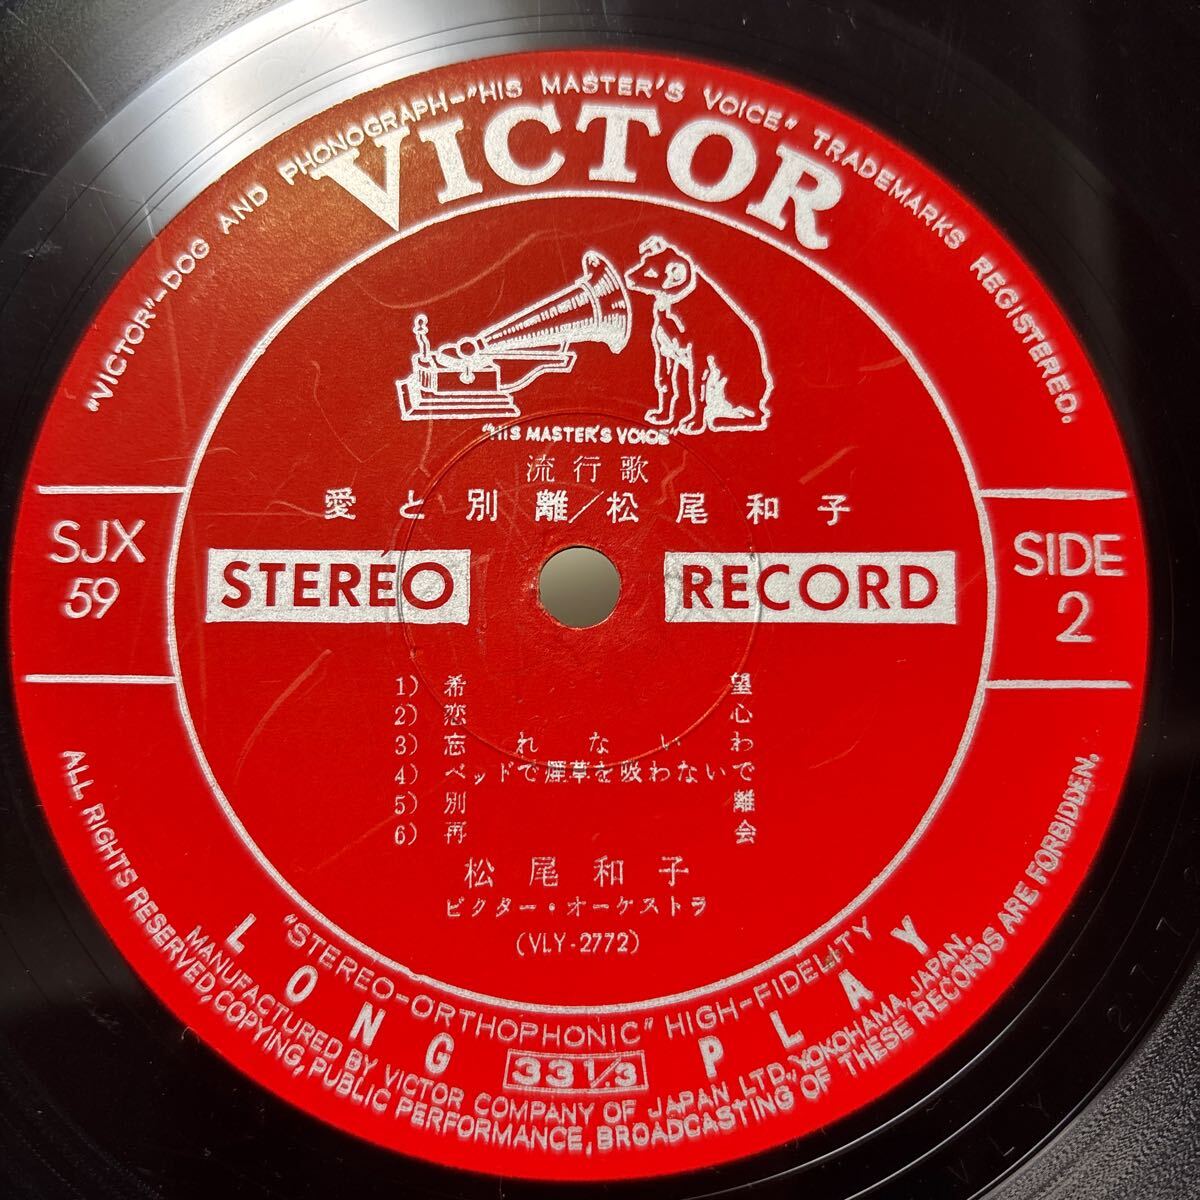 "VICTOR"-DOG AND PHONOGRAPH-"HIS MASTER'S VOICE" TRADEMARKS REGISTERED.
VICTOR
"HIS MASTER'S VOICE"
流行歌
愛と別離/松尾和子
SJX
59
STEREO
RECORD
SIDE
2
1) 希望
2) 恋心
3) 忘れないわ
4) ベッドで煙草を吸わないで
5) 別離
6) 再会
松尾和子
ビクター・オーケストラ
(VLY-2772)
"STEREO-ORTHOPHONIC" HIGH-FIDELITY
LONG PLAY
33 1/3
MANUFACTURED BY VICTOR COMPANY OF JAPAN, LTD., YOKOHAMA, JAPAN.
ALL RIGHTS RESERVED, COPYING, PUBLIC PERFORMANCE, BROADCASTING OF THESE RECORDS ARE FORBIDDEN.